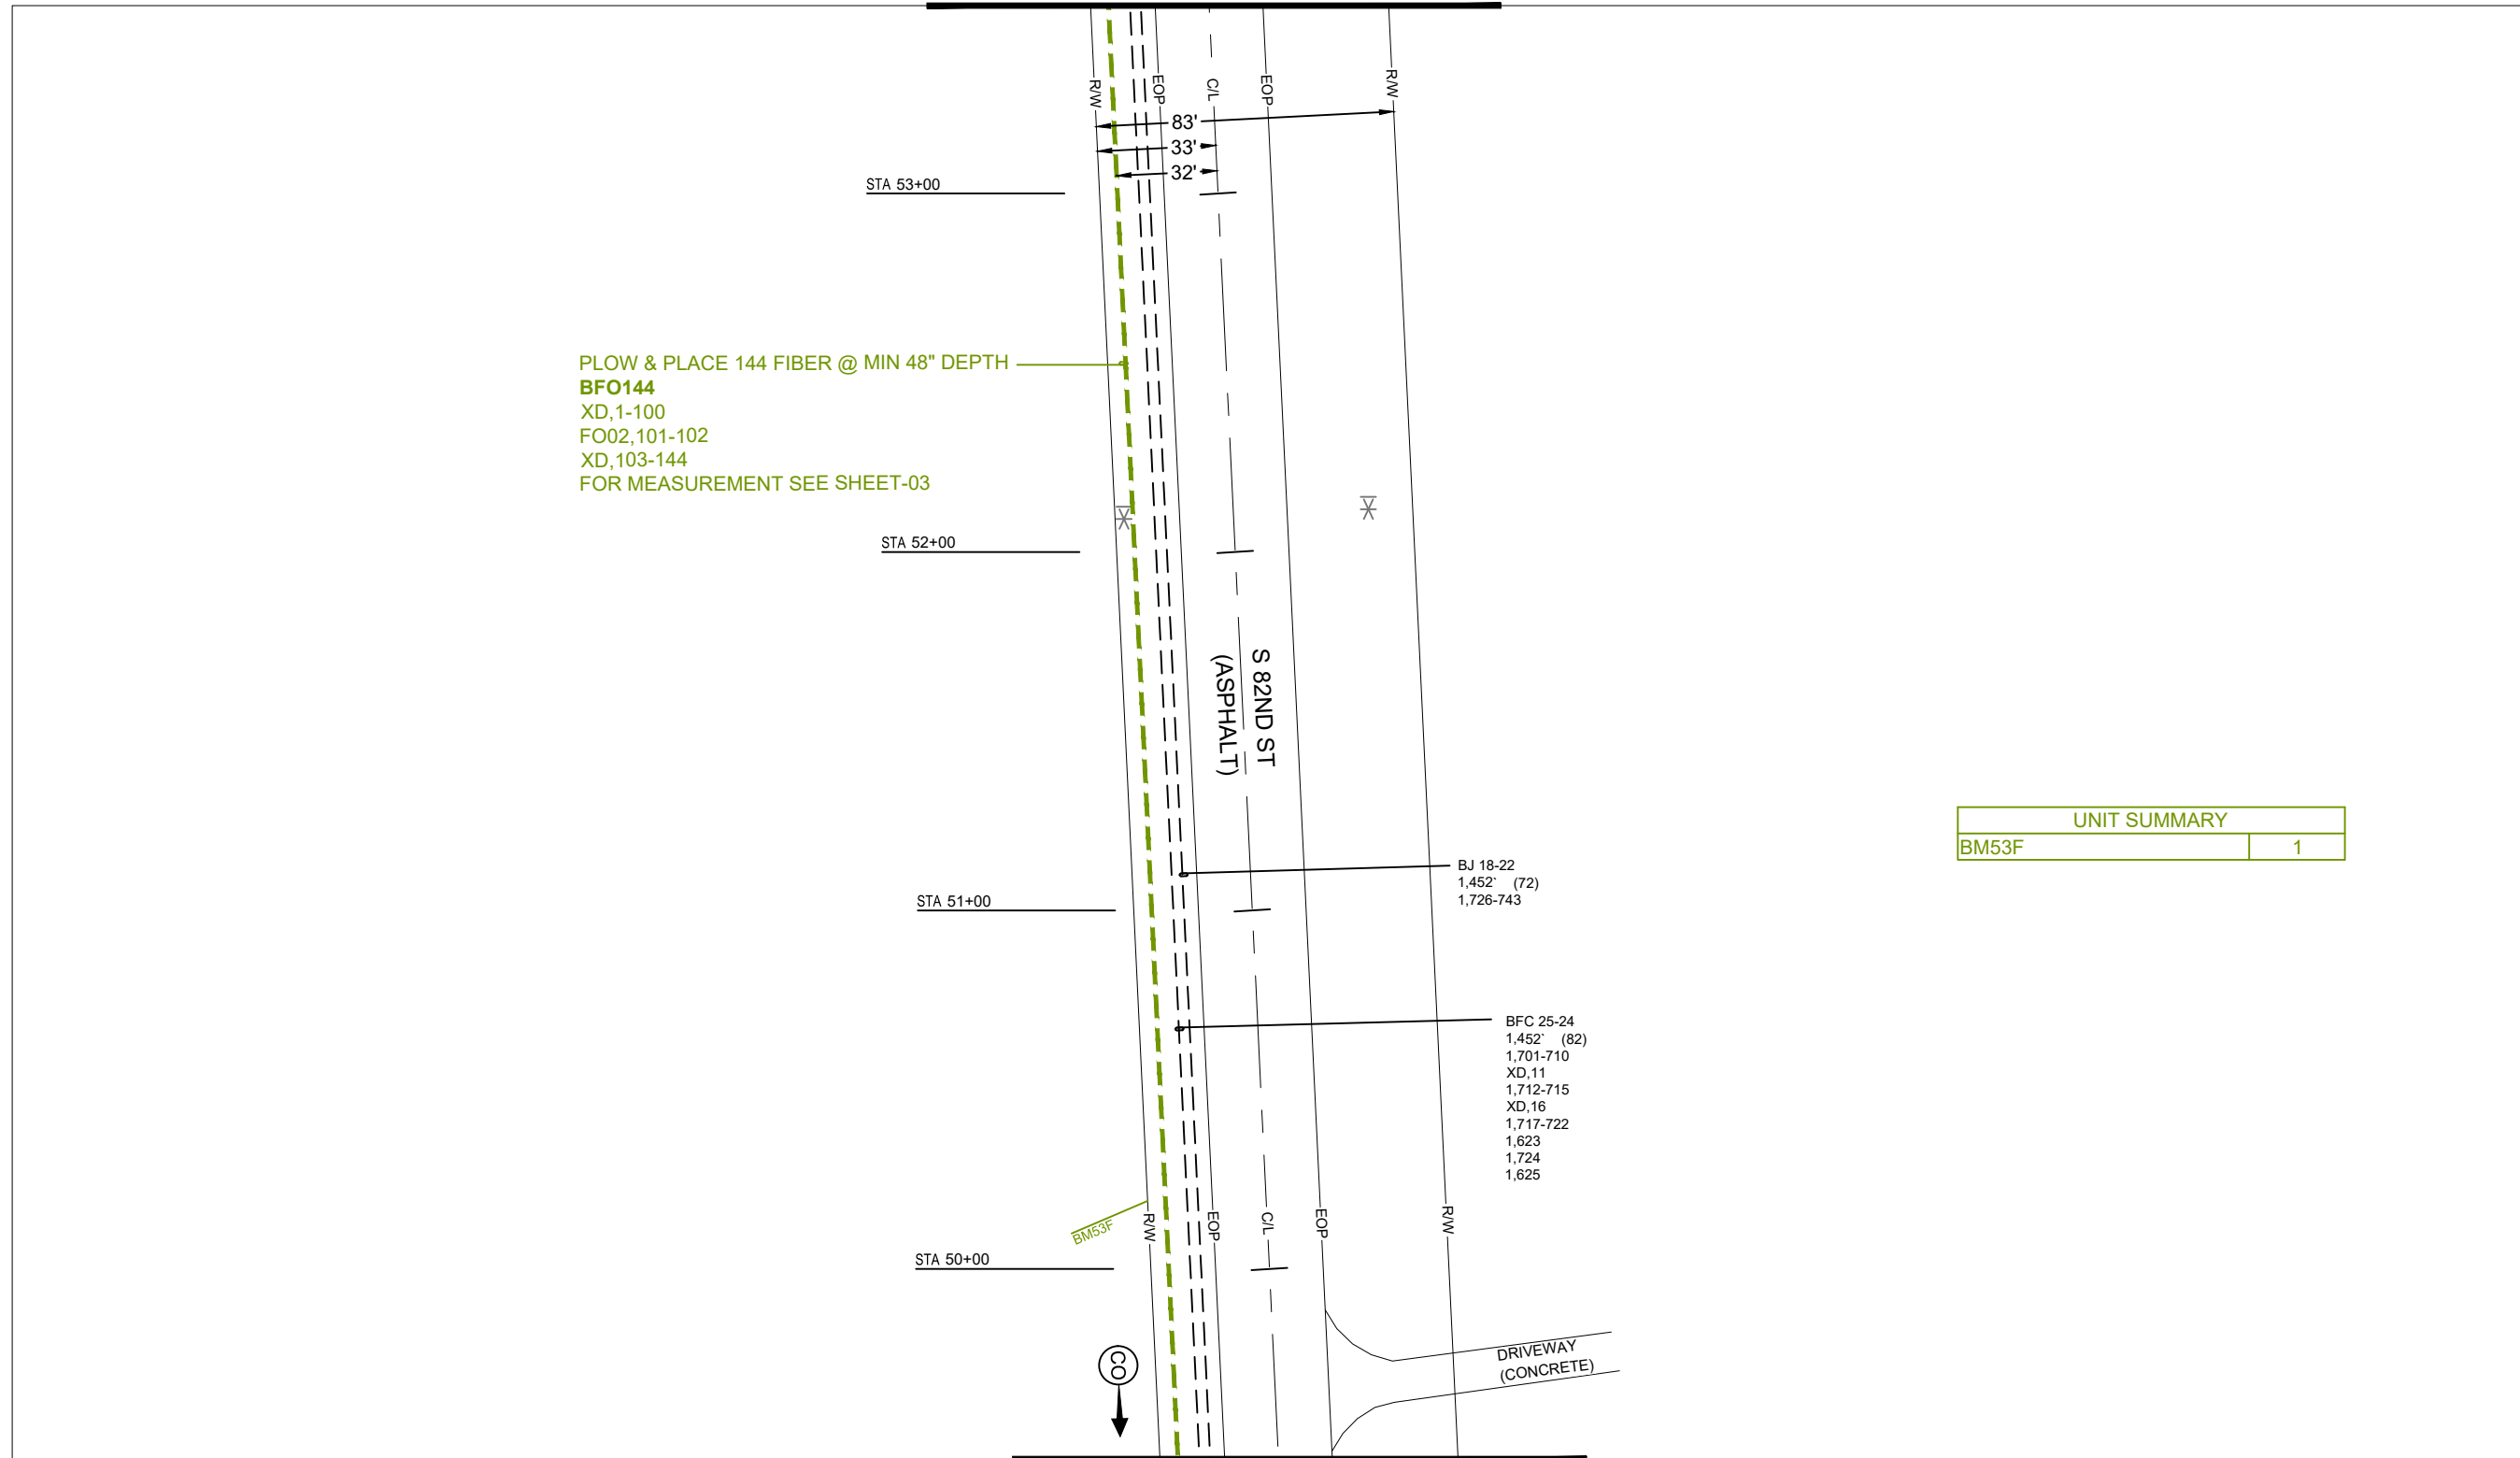 R/W
EOP
C/L
EOP
R/W
83'
33'
32'
STA 53+00
PLOW & PLACE 144 FIBER @ MIN 48" DEPTH
BFO144
XD,1-100
FO02,101-102
XD,103-144
FOR MEASUREMENT SEE SHEET-03
STA 52+00
S 82ND ST
(ASPHALT)
UNIT SUMMARY
BM53F 1
BJ 18-22
1,452` (72)
1,726-743
STA 51+00
BFC 25-24
1,452` (82)
1,701-710
XD,11
1,712-715
XD,16
1,717-722
1,623
1,724
1,625
BM53F
R/W
EOP
C/L
EOP
R/W
STA 50+00
CO
DRIVEWAY
(CONCRETE)